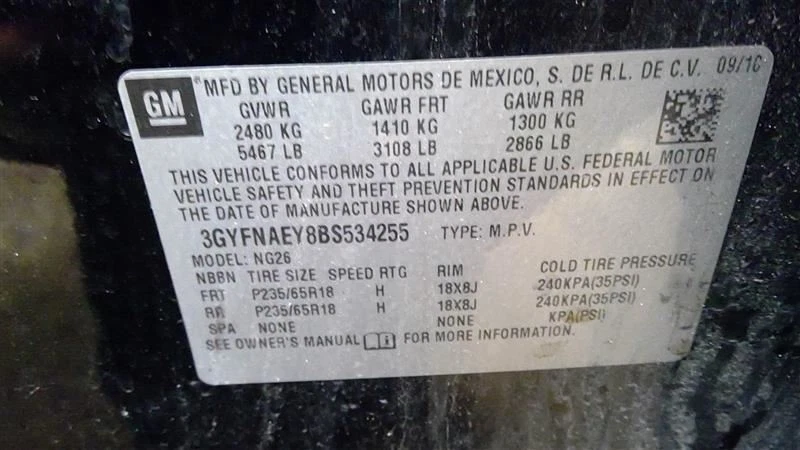 GM
MFD BY GENERAL MOTORS DE MEXICO, S. DE R.L. DE C.V. 09/10
GVWR GAWR FRT GAWR RR
2480 KG 1410 KG 1300 KG
5467 LB 3108 LB 2866 LB
THIS VEHICLE CONFORMS TO ALL APPLICABLE U.S. FEDERAL MOTOR
VEHICLE SAFETY AND THEFT PREVENTION STANDARDS IN EFFECT ON
THE DATE OF MANUFACTURE SHOWN ABOVE.
3GYFNAEY8BS534255 TYPE: M.P.V.
MODEL: NG26
NBBN TIRE SIZE SPEED RTG RIM COLD TIRE PRESSURE
FRT P235/65R18 H 18X8J 240KPA(35PSI)
RR P235/65R18 H 18X8J 240KPA(35PSI)
SPA NONE NONE KPA(PSI)
SEE OWNER'S MANUAL FOR MORE INFORMATION.